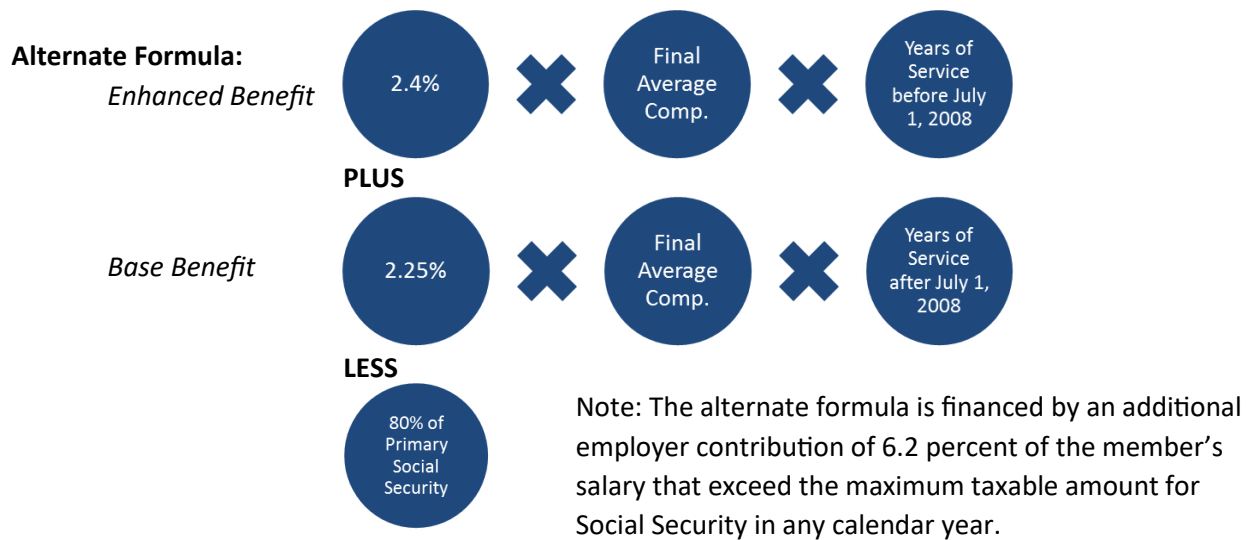 Alternate Formula:
Enhanced Benefit
2.4%
Final
Average
Comp.
Years of
Service
before July
1, 2008
PLUS
Base Benefit
2.25%
Final
Average
Comp.
Years of
Service
after July 1,
2008
LESS
80% of
Primary
Social
Security
Note: The alternate formula is financed by an additional
employer contribution of 6.2 percent of the member’s
salary that exceed the maximum taxable amount for
Social Security in any calendar year.